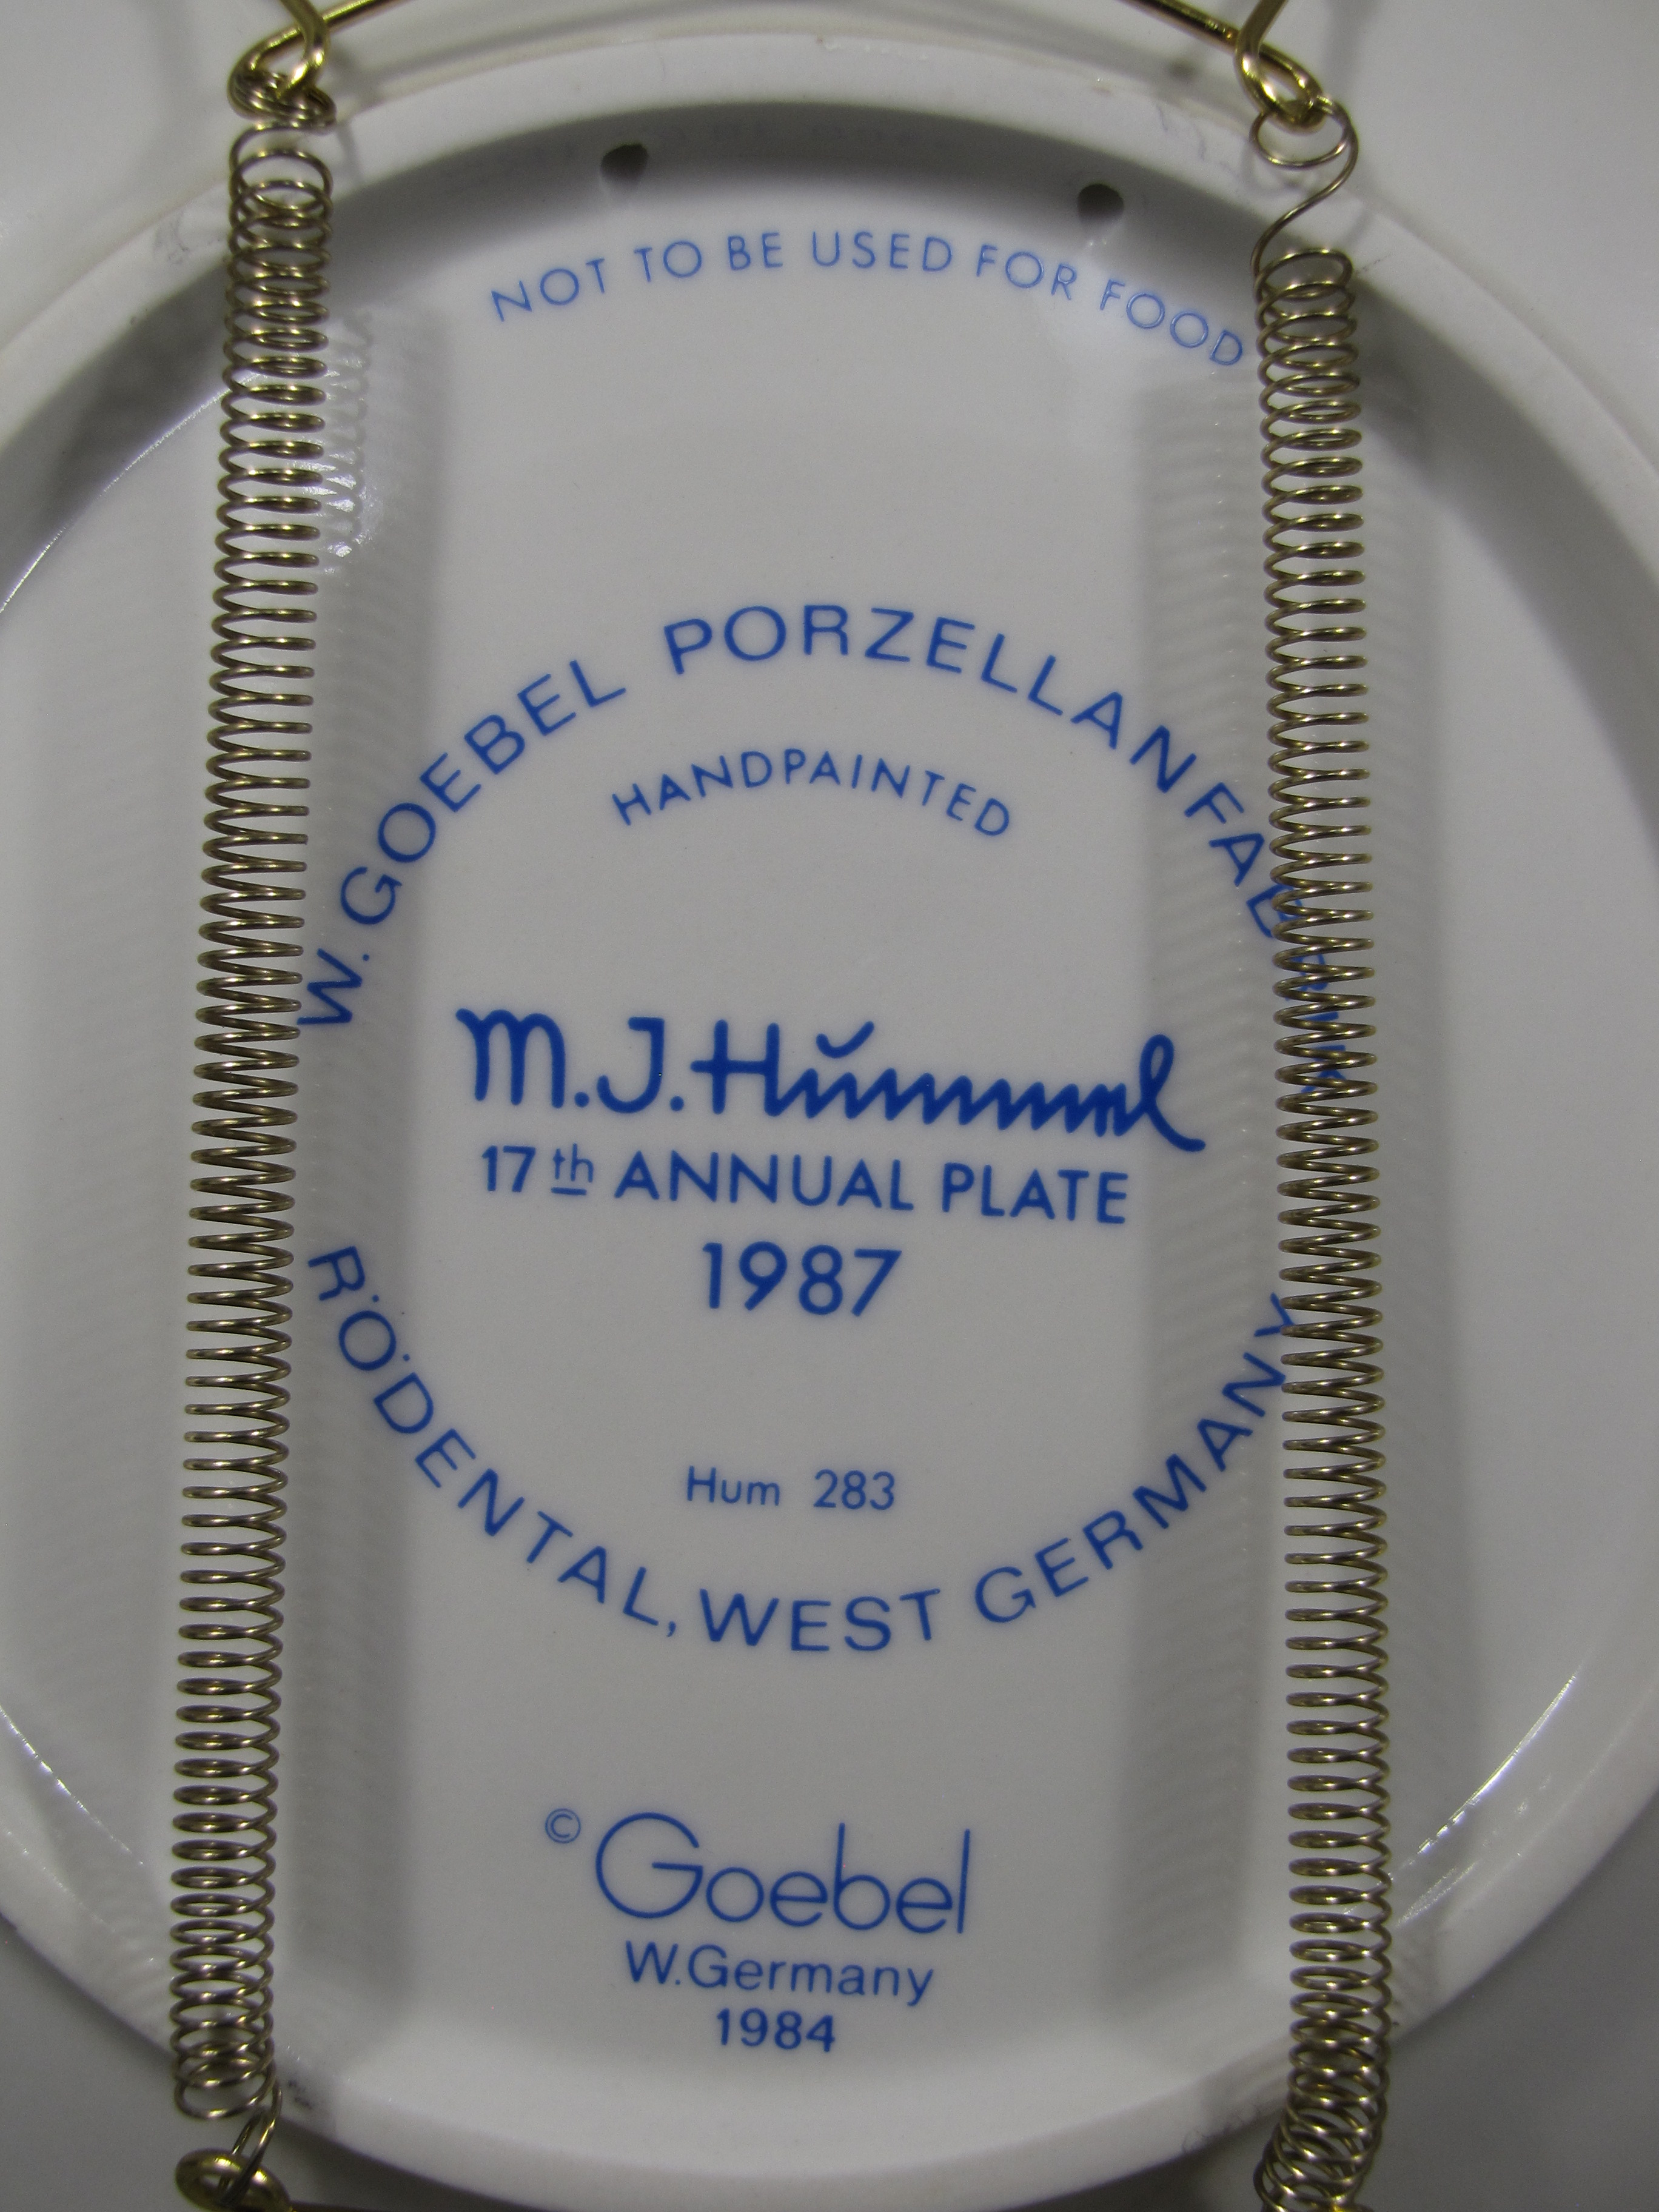 NOT TO BE USED FOR FOOD
W. GOEBEL PORZELLANFABRIK
HANDPAINTED
M.J.Hummel
17th ANNUAL PLATE
1987
Hum 283
RÖDENTAL, WEST GERMANY
© Goebel
W.Germany
1984